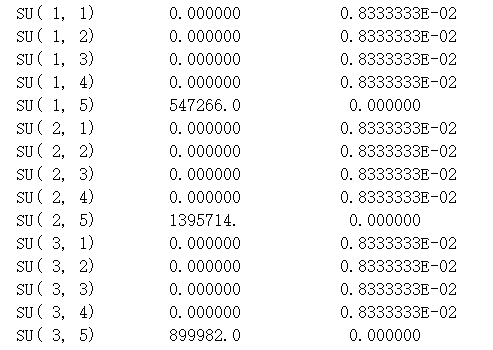 SU( 1, 1) 0.000000 0.8333333E-02
SU( 1, 2) 0.000000 0.8333333E-02
SU( 1, 3) 0.000000 0.8333333E-02
SU( 1, 4) 0.000000 0.8333333E-02
SU( 1, 5) 547266.0 0.000000
SU( 2, 1) 0.000000 0.8333333E-02
SU( 2, 2) 0.000000 0.8333333E-02
SU( 2, 3) 0.000000 0.8333333E-02
SU( 2, 4) 0.000000 0.8333333E-02
SU( 2, 5) 1395714. 0.000000
SU( 3, 1) 0.000000 0.8333333E-02
SU( 3, 2) 0.000000 0.8333333E-02
SU( 3, 3) 0.000000 0.8333333E-02
SU( 3, 4) 0.000000 0.8333333E-02
SU( 3, 5) 899982.0 0.000000